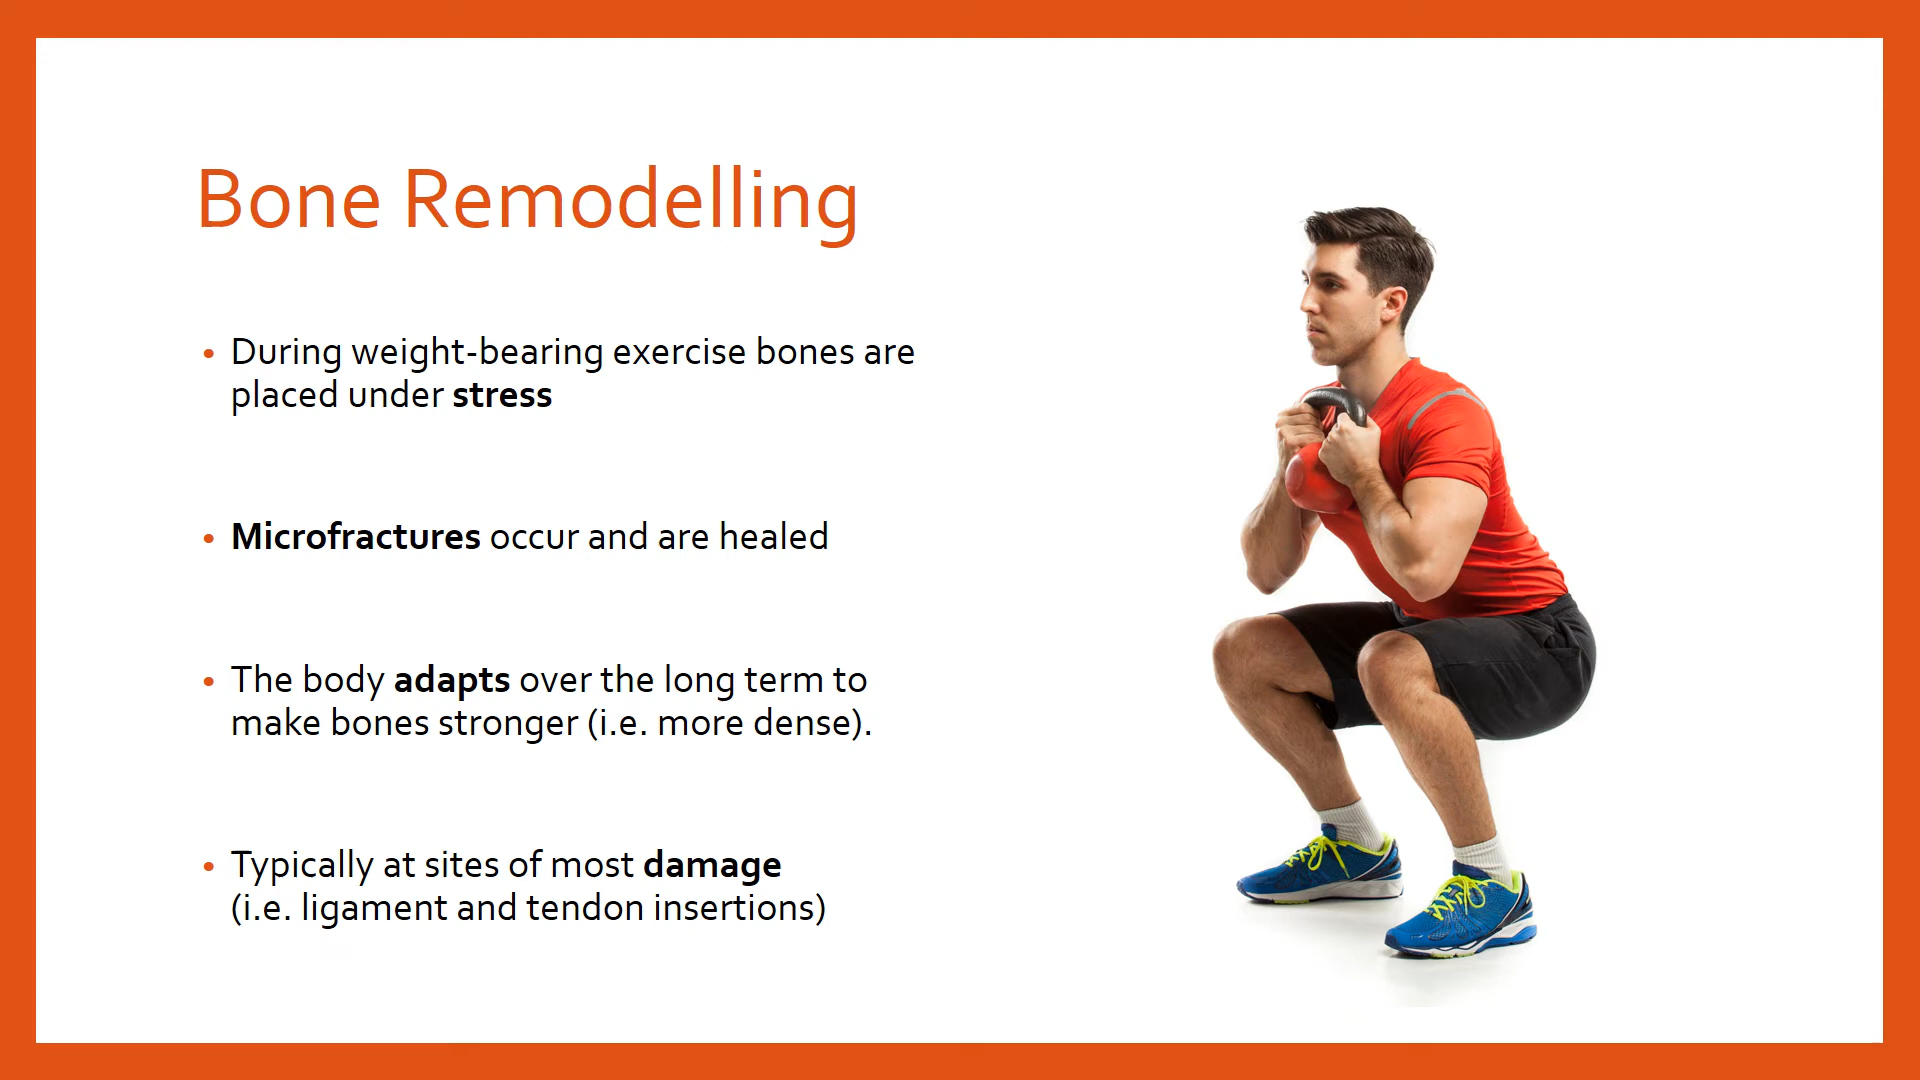 Bone Remodelling
• During weight-bearing exercise bones are
placed under stress
• Microfractures occur and are healed
• The body adapts over the long term to
make bones stronger (i.e. more dense).
• Typically at sites of most damage
(i.e. ligament and tendon insertions)